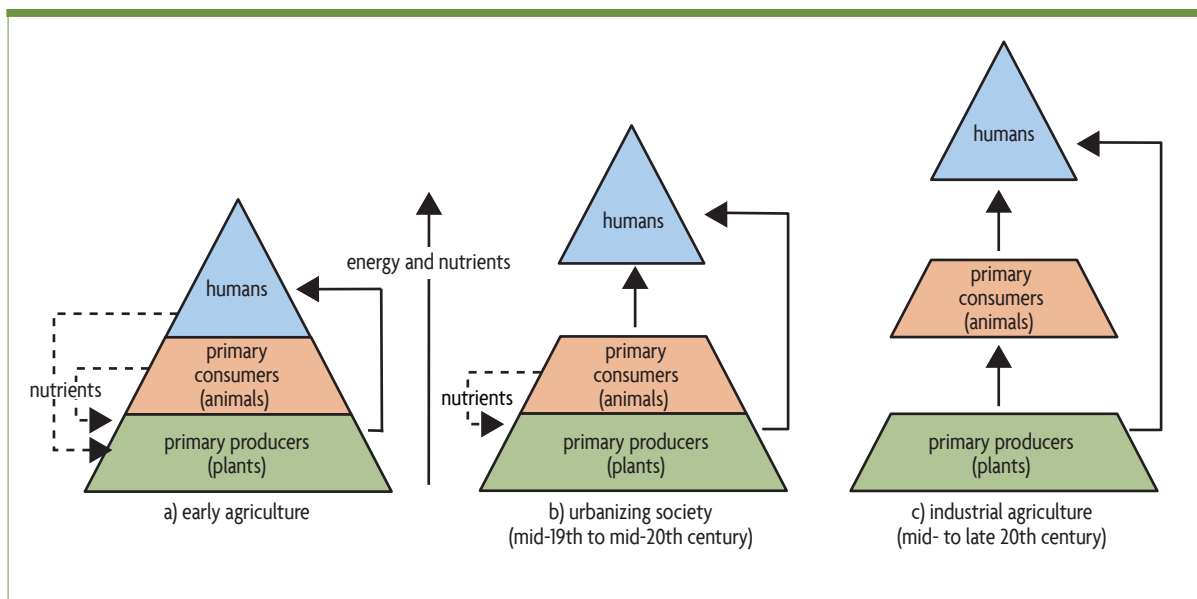 humans
primary
consumers
(animals)
nutrients
primary producers
(plants)
a) early agriculture
energy and nutrients
humans
primary
consumers
(animals)
nutrients
primary producers
(plants)
b) urbanizing society
(mid-19th to mid-20th century)
humans
primary
consumers
(animals)
primary producers
(plants)
c) industrial agriculture
(mid- to late 20th century)